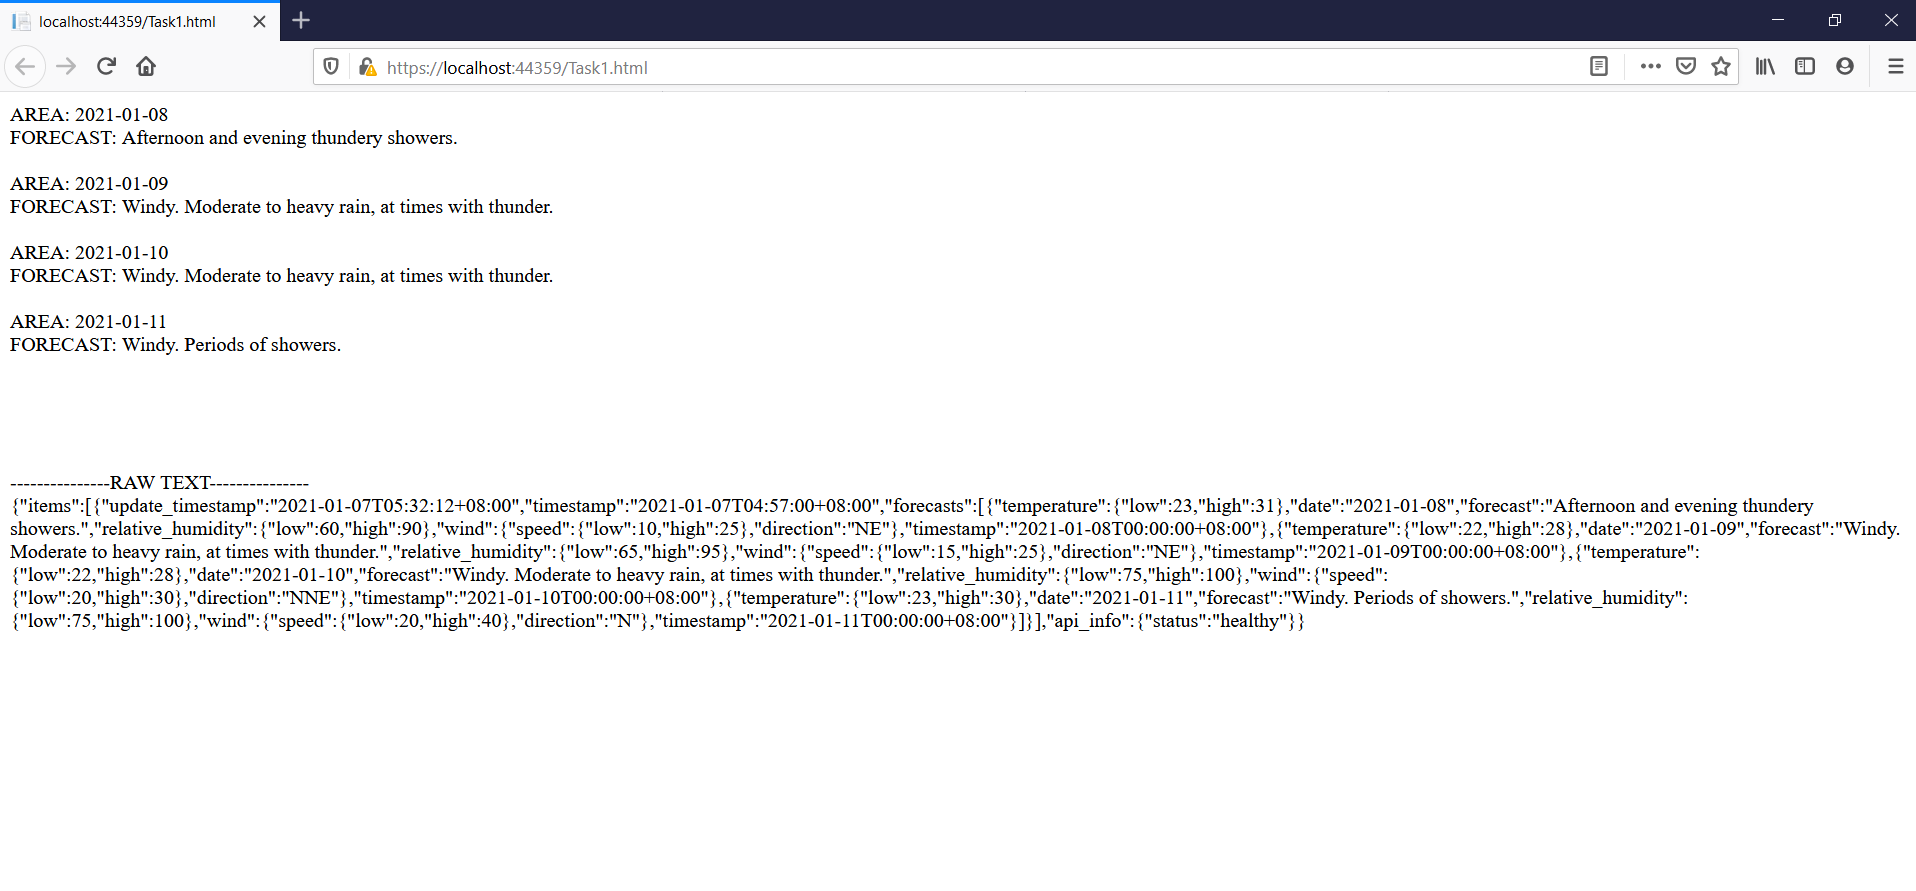 localhost:44359/Task1.html
https://localhost:44359/Task1.html
AREA: 2021-01-08
FORECAST: Afternoon and evening thundery showers.
AREA: 2021-01-09
FORECAST: Windy. Moderate to heavy rain, at times with thunder.
AREA: 2021-01-10
FORECAST: Windy. Moderate to heavy rain, at times with thunder.
AREA: 2021-01-11
FORECAST: Windy. Periods of showers.
---------------RAW TEXT---------------
{"items":[{"update_timestamp":"2021-01-07T05:32:12+08:00","timestamp":"2021-01-07T04:57:00+08:00","forecasts":[{"temperature":{"low":23,"high":31},"date":"2021-01-08","forecast":"Afternoon and evening thundery
showers.","relative_humidity":{"low":60,"high":90},"wind":{"speed":{"low":10,"high":25},"direction":"NE"},"timestamp":"2021-01-08T00:00:00+08:00"},{"temperature":{"low":22,"high":28},"date":"2021-01-09","forecast":"Windy.
Moderate to heavy rain, at times with thunder.","relative_humidity":{"low":65,"high":95},"wind":{"speed":{"low":15,"high":25},"direction":"NE"},"timestamp":"2021-01-09T00:00:00+08:00"},{"temperature":
{"low":22,"high":28},"date":"2021-01-10","forecast":"Windy. Moderate to heavy rain, at times with thunder.","relative_humidity":{"low":75,"high":100},"wind":{"speed":
{"low":20,"high":30},"direction":"NNE"},"timestamp":"2021-01-10T00:00:00+08:00"},{"temperature":{"low":23,"high":30},"date":"2021-01-11","forecast":"Windy. Periods of showers.","relative_humidity":
{"low":75,"high":100},"wind":{"speed":{"low":20,"high":40},"direction":"N"},"timestamp":"2021-01-11T00:00:00+08:00"}]}],"api_info":{"status":"healthy"}}